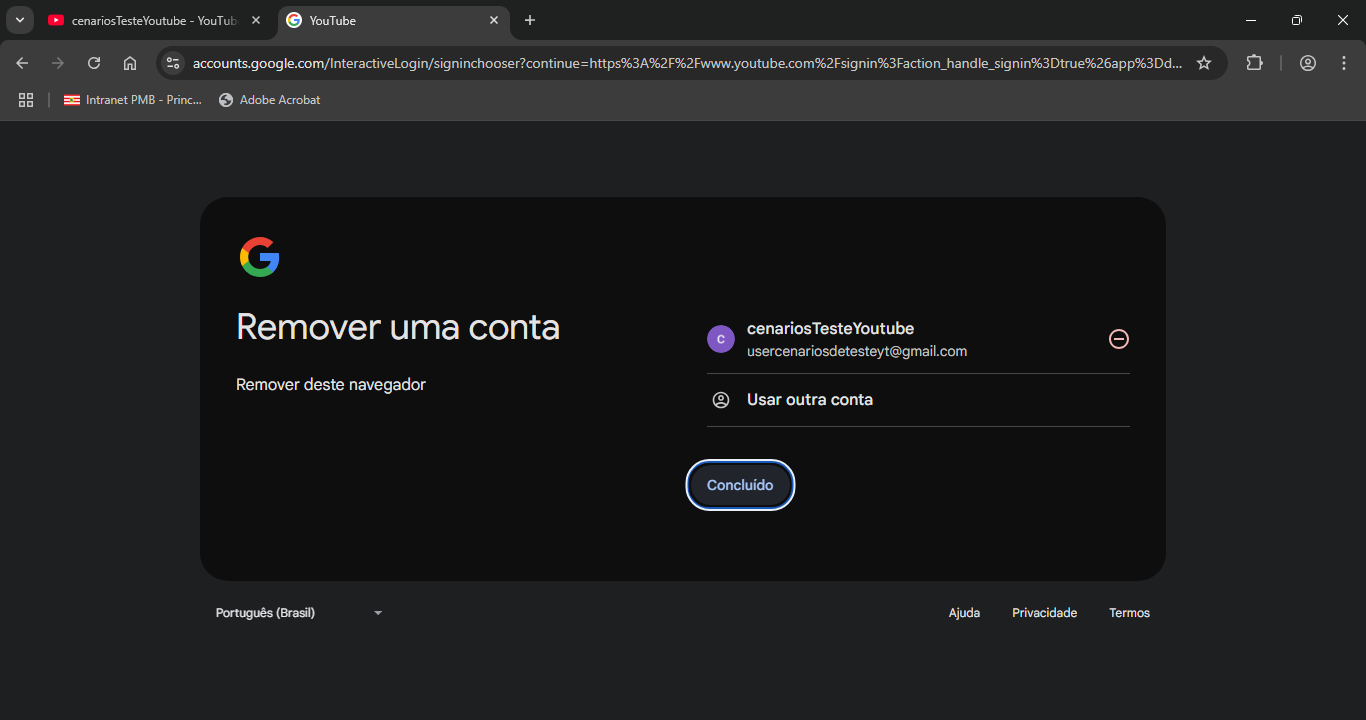 cenariosTesteYoutube - YouTub
YouTube
accounts.google.com/InteractiveLogin/signinchooser?continue=https%3A%2F%2Fwww.youtube.com%2Fsignin%3Faction_handle_signin%3Dtrue%26app%3Dd...
Intranet PMB - Princ...
Adobe Acrobat
Remover uma conta
Remover deste navegador
C
cenariosTesteYoutube
usercenariosdetesteyt@gmail.com
Usar outra conta
Concluído
Português (Brasil)
Ajuda
Privacidade
Termos